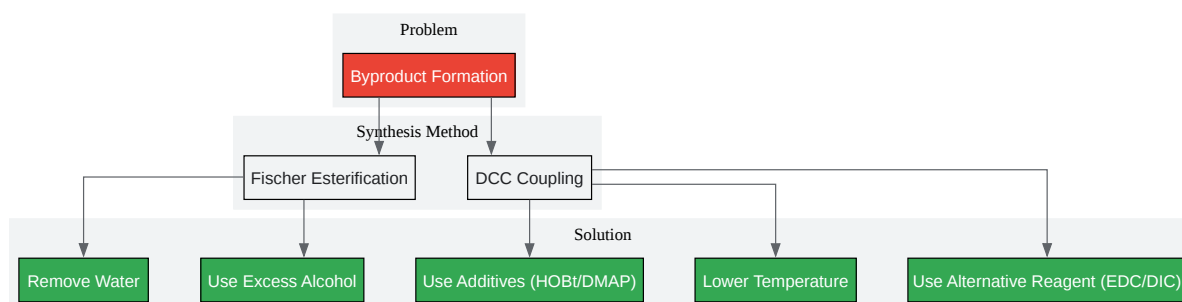 Problem
Byproduct Formation
Synthesis Method
Fischer Esterification
DCC Coupling
Solution
Remove Water
Use Excess Alcohol
Use Additives (HOBt/DMAP)
Lower Temperature
Use Alternative Reagent (EDC/DIC)